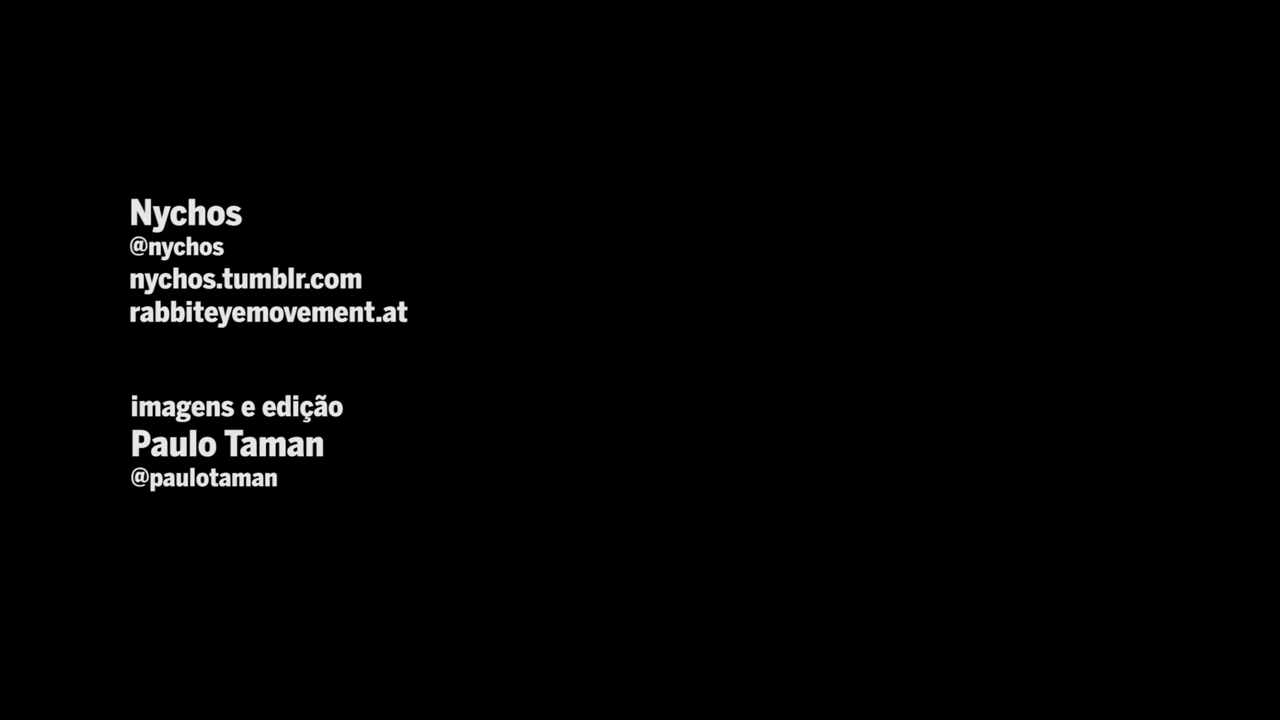 Nychos
@nychos
nychos.tumblr.com
rabbiteyemovement.at
imagens e edição
Paulo Taman
@paulotaman